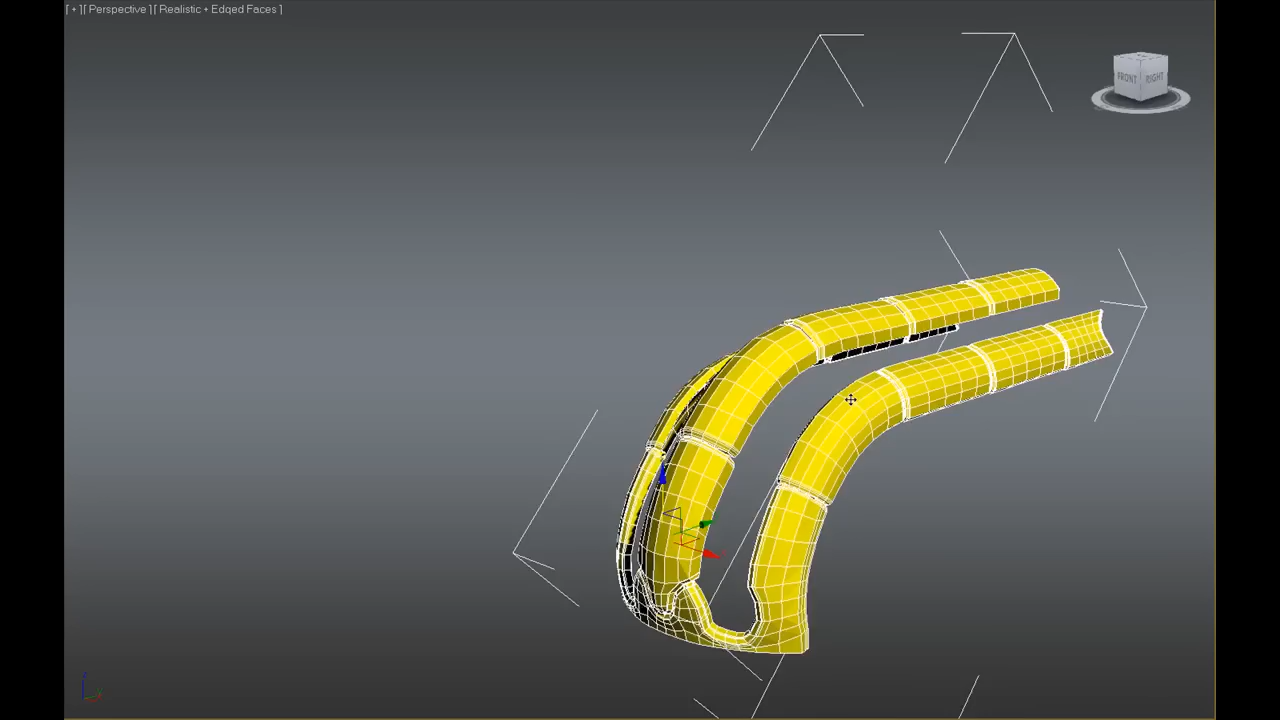 [ + ][ Perspective ][ Realistic + Edged Faces ]
FRONT
RIGHT